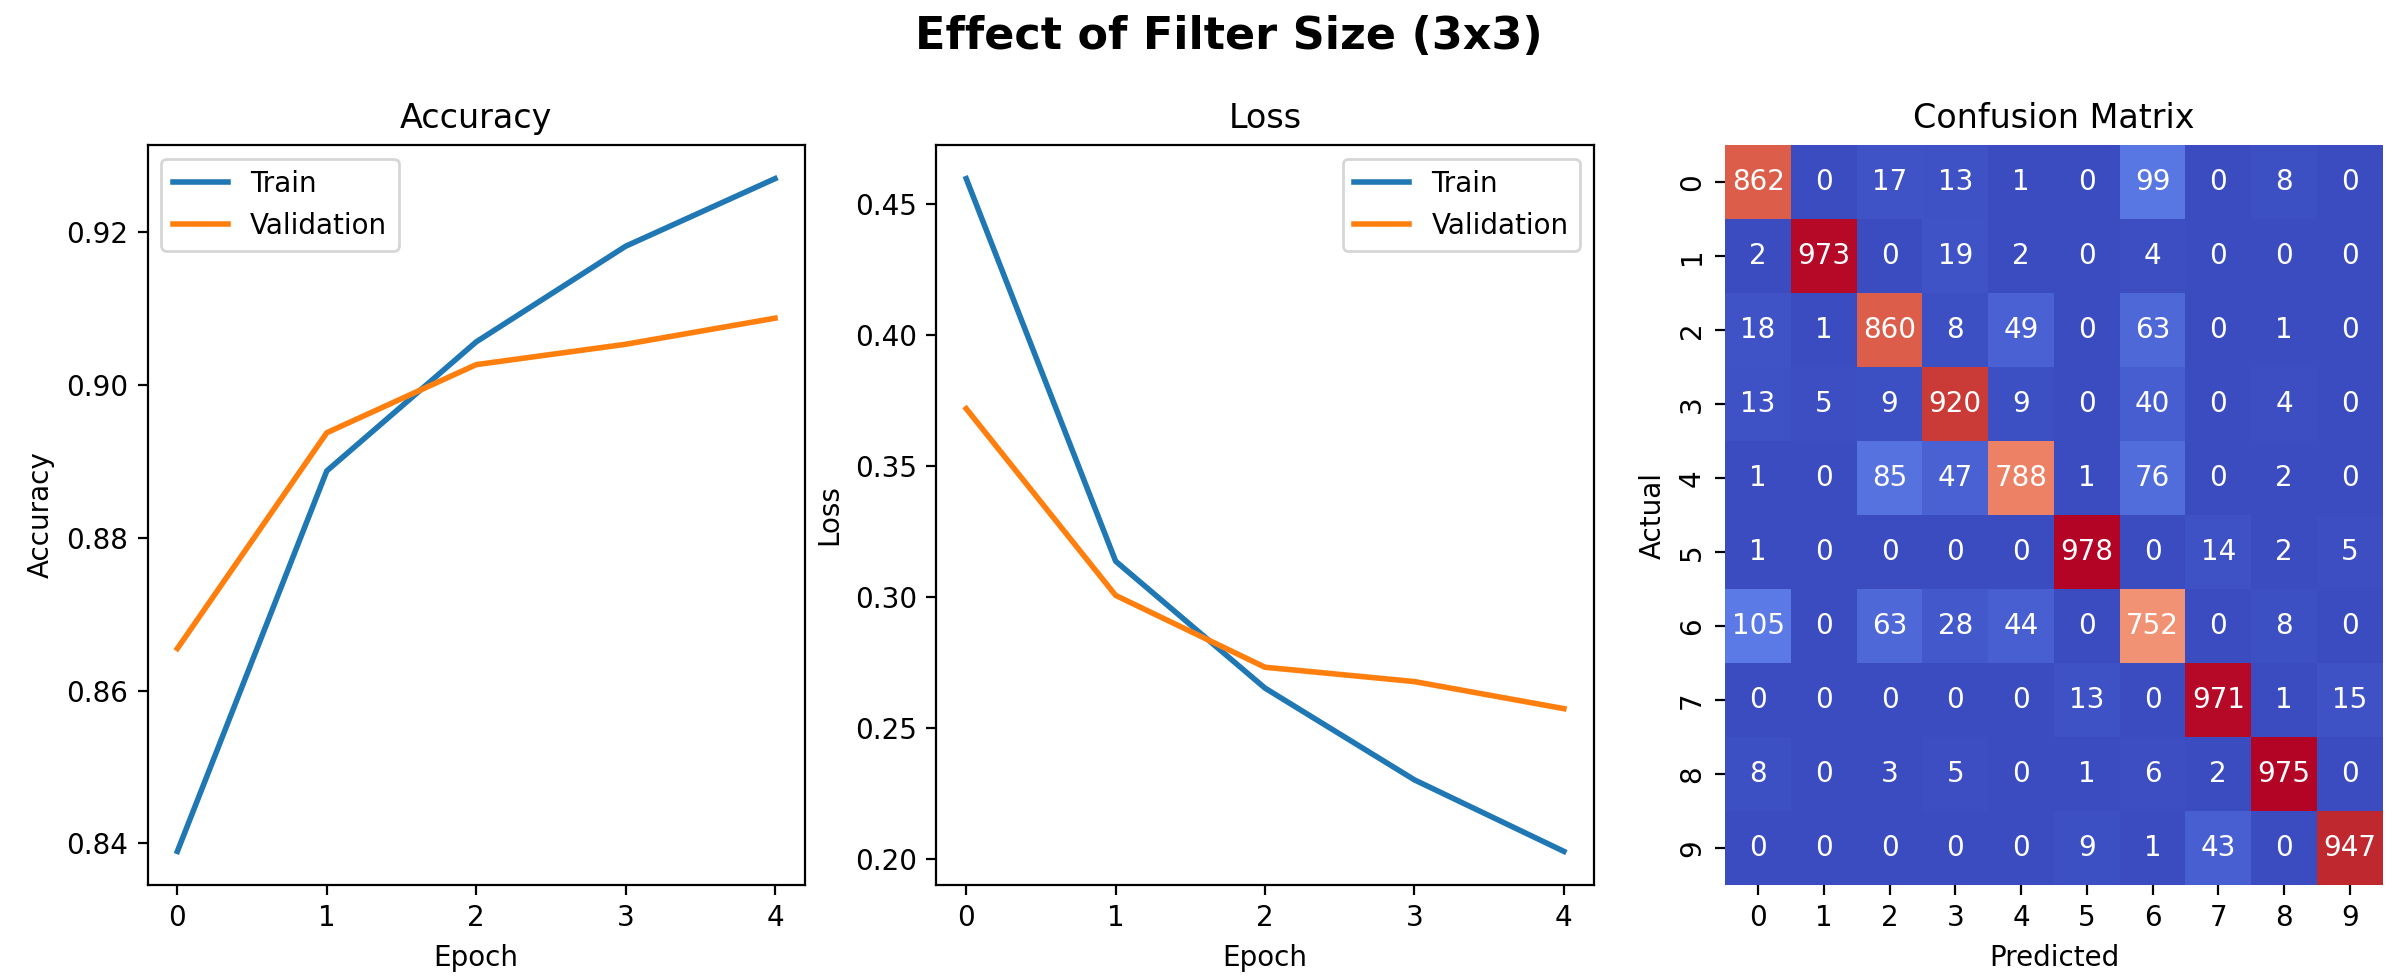 Effect of Filter Size (3x3)
Accuracy
Train
Validation
0.92
0.90
0.88
0.86
0.84
Accuracy
0 1 2 3 4
Epoch
Loss
Train
Validation
0.45
0.40
0.35
0.30
0.25
0.20
Loss
0 1 2 3 4
Epoch
Confusion Matrix
Actual
0 862 0 17 13 1 0 99 0 8 0
1 2 973 0 19 2 0 4 0 0 0
2 18 1 860 8 49 0 63 0 1 0
3 13 5 9 920 9 0 40 0 4 0
4 1 0 85 47 788 1 76 0 2 0
5 1 0 0 0 0 978 0 14 2 5
6 105 0 63 28 44 0 752 0 8 0
7 0 0 0 0 0 13 0 971 1 15
8 8 0 3 5 0 1 6 2 975 0
9 0 0 0 0 0 9 1 43 0 947
0 1 2 3 4 5 6 7 8 9
Predicted